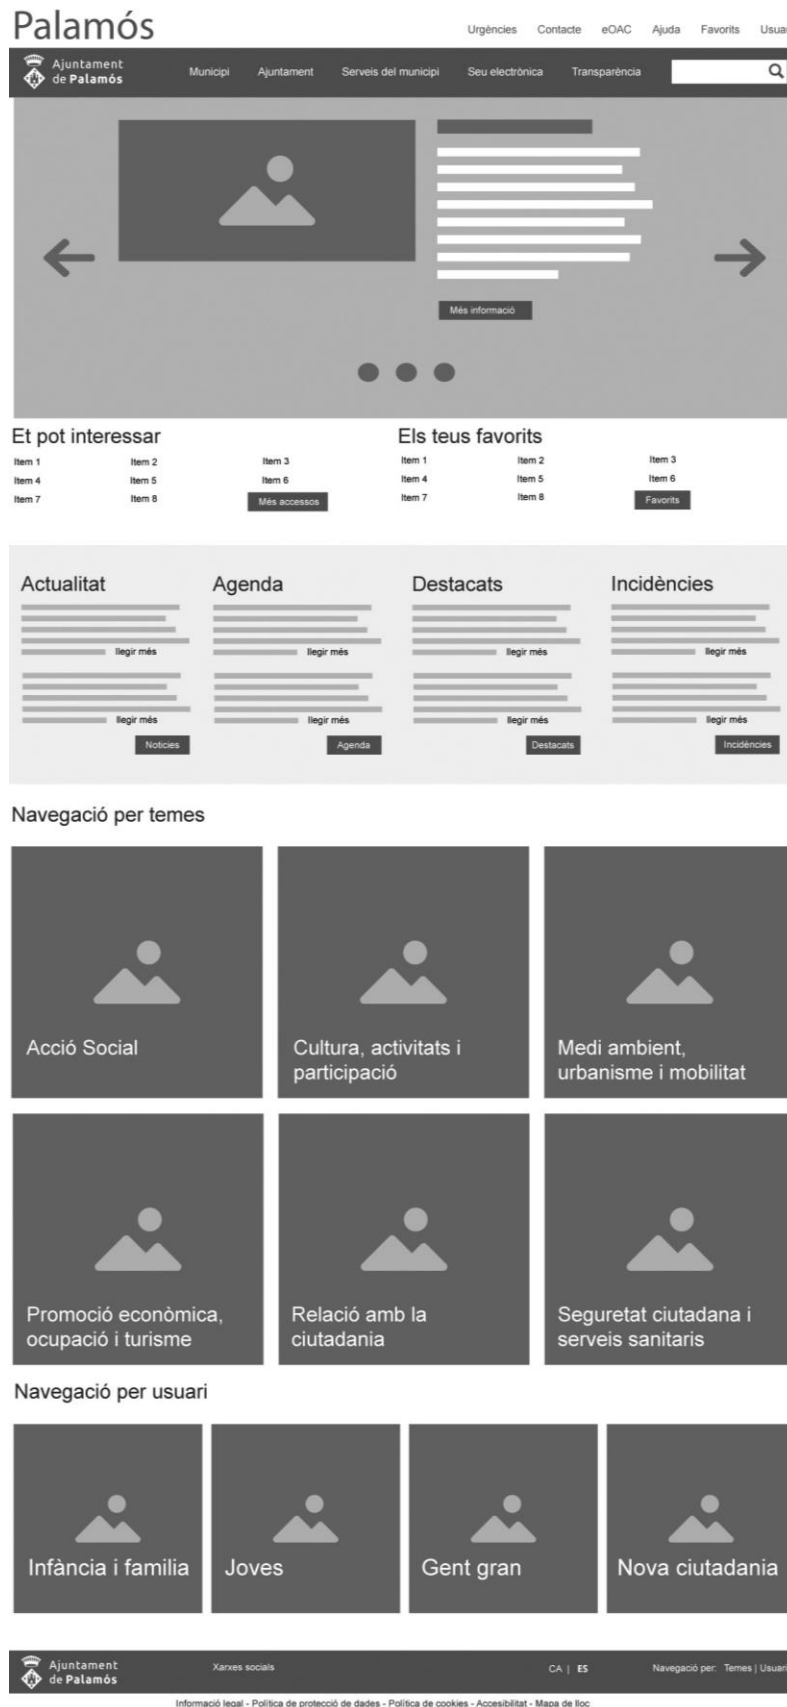 Palamós
Urgències Contacte eOAC Ajuda Favorits
Ajuntament
de Palamós
Municipi Ajuntament Serveis del municipi Seu electrònica Transparència
Més informació
Et pot interessar
Item 1 Item 2 Item 3
Item 4 Item 5 Item 6
Item 7 Item 8 Més accessos
Els teus favorits
Item 1 Item 2 Item 3
Item 4 Item 5 Item 6
Item 7 Item 8 Favorits
Actualitat
llegir més
llegir més
Noticies
Agenda
llegir més
llegir més
Agenda
Destacats
llegir més
llegir més
Destacats
Incidències
llegir més
llegir més
Incidències
Navegació per temes
Acció Social
Cultura, activitats i
participació
Medi ambient,
urbanisme i mobilitat
Promoció econòmica,
ocupació i turisme
Relació amb la
ciutadania
Seguretat ciutadana i
serveis sanitaris
Navegació per usuari
Infància i familia
Joves
Gent gran
Nova ciutadania
Ajuntament
de Palamós
Xarxes socials
CA | ES
Navegació per: Temes | Usuari
Informació legal - Política de protecció de dades - Política de cookies - Accesibilitat - Mapa de lloc